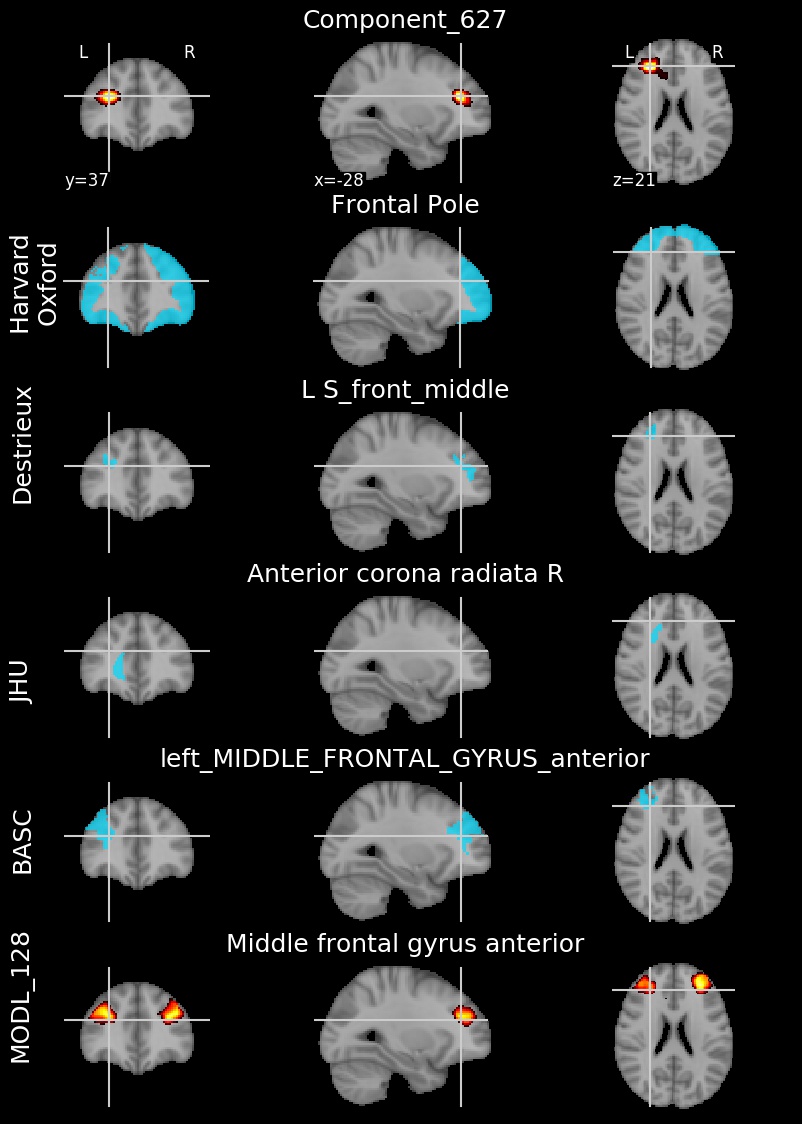 Component_627
L R
L R
y=37
x=-28
z=21
Frontal Pole
Harvard
Oxford
L S_front_middle
Destrieux
Anterior corona radiata R
JHU
left_MIDDLE_FRONTAL_GYRUS_anterior
BASC
Middle frontal gyrus anterior
MODL_128